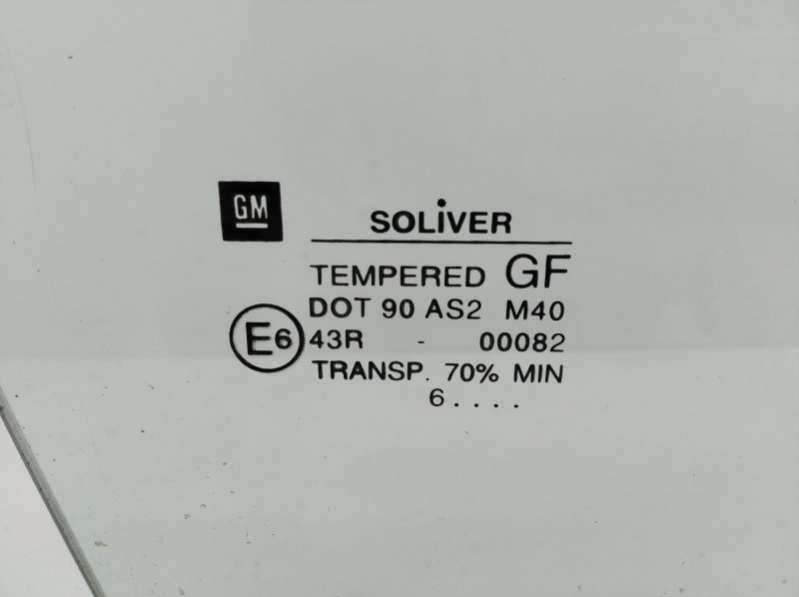 GM
SOLiVER
TEMPERED GF
DOT 90 AS2 M40
E6 43R - 00082
TRANSP. 70% MIN
6....